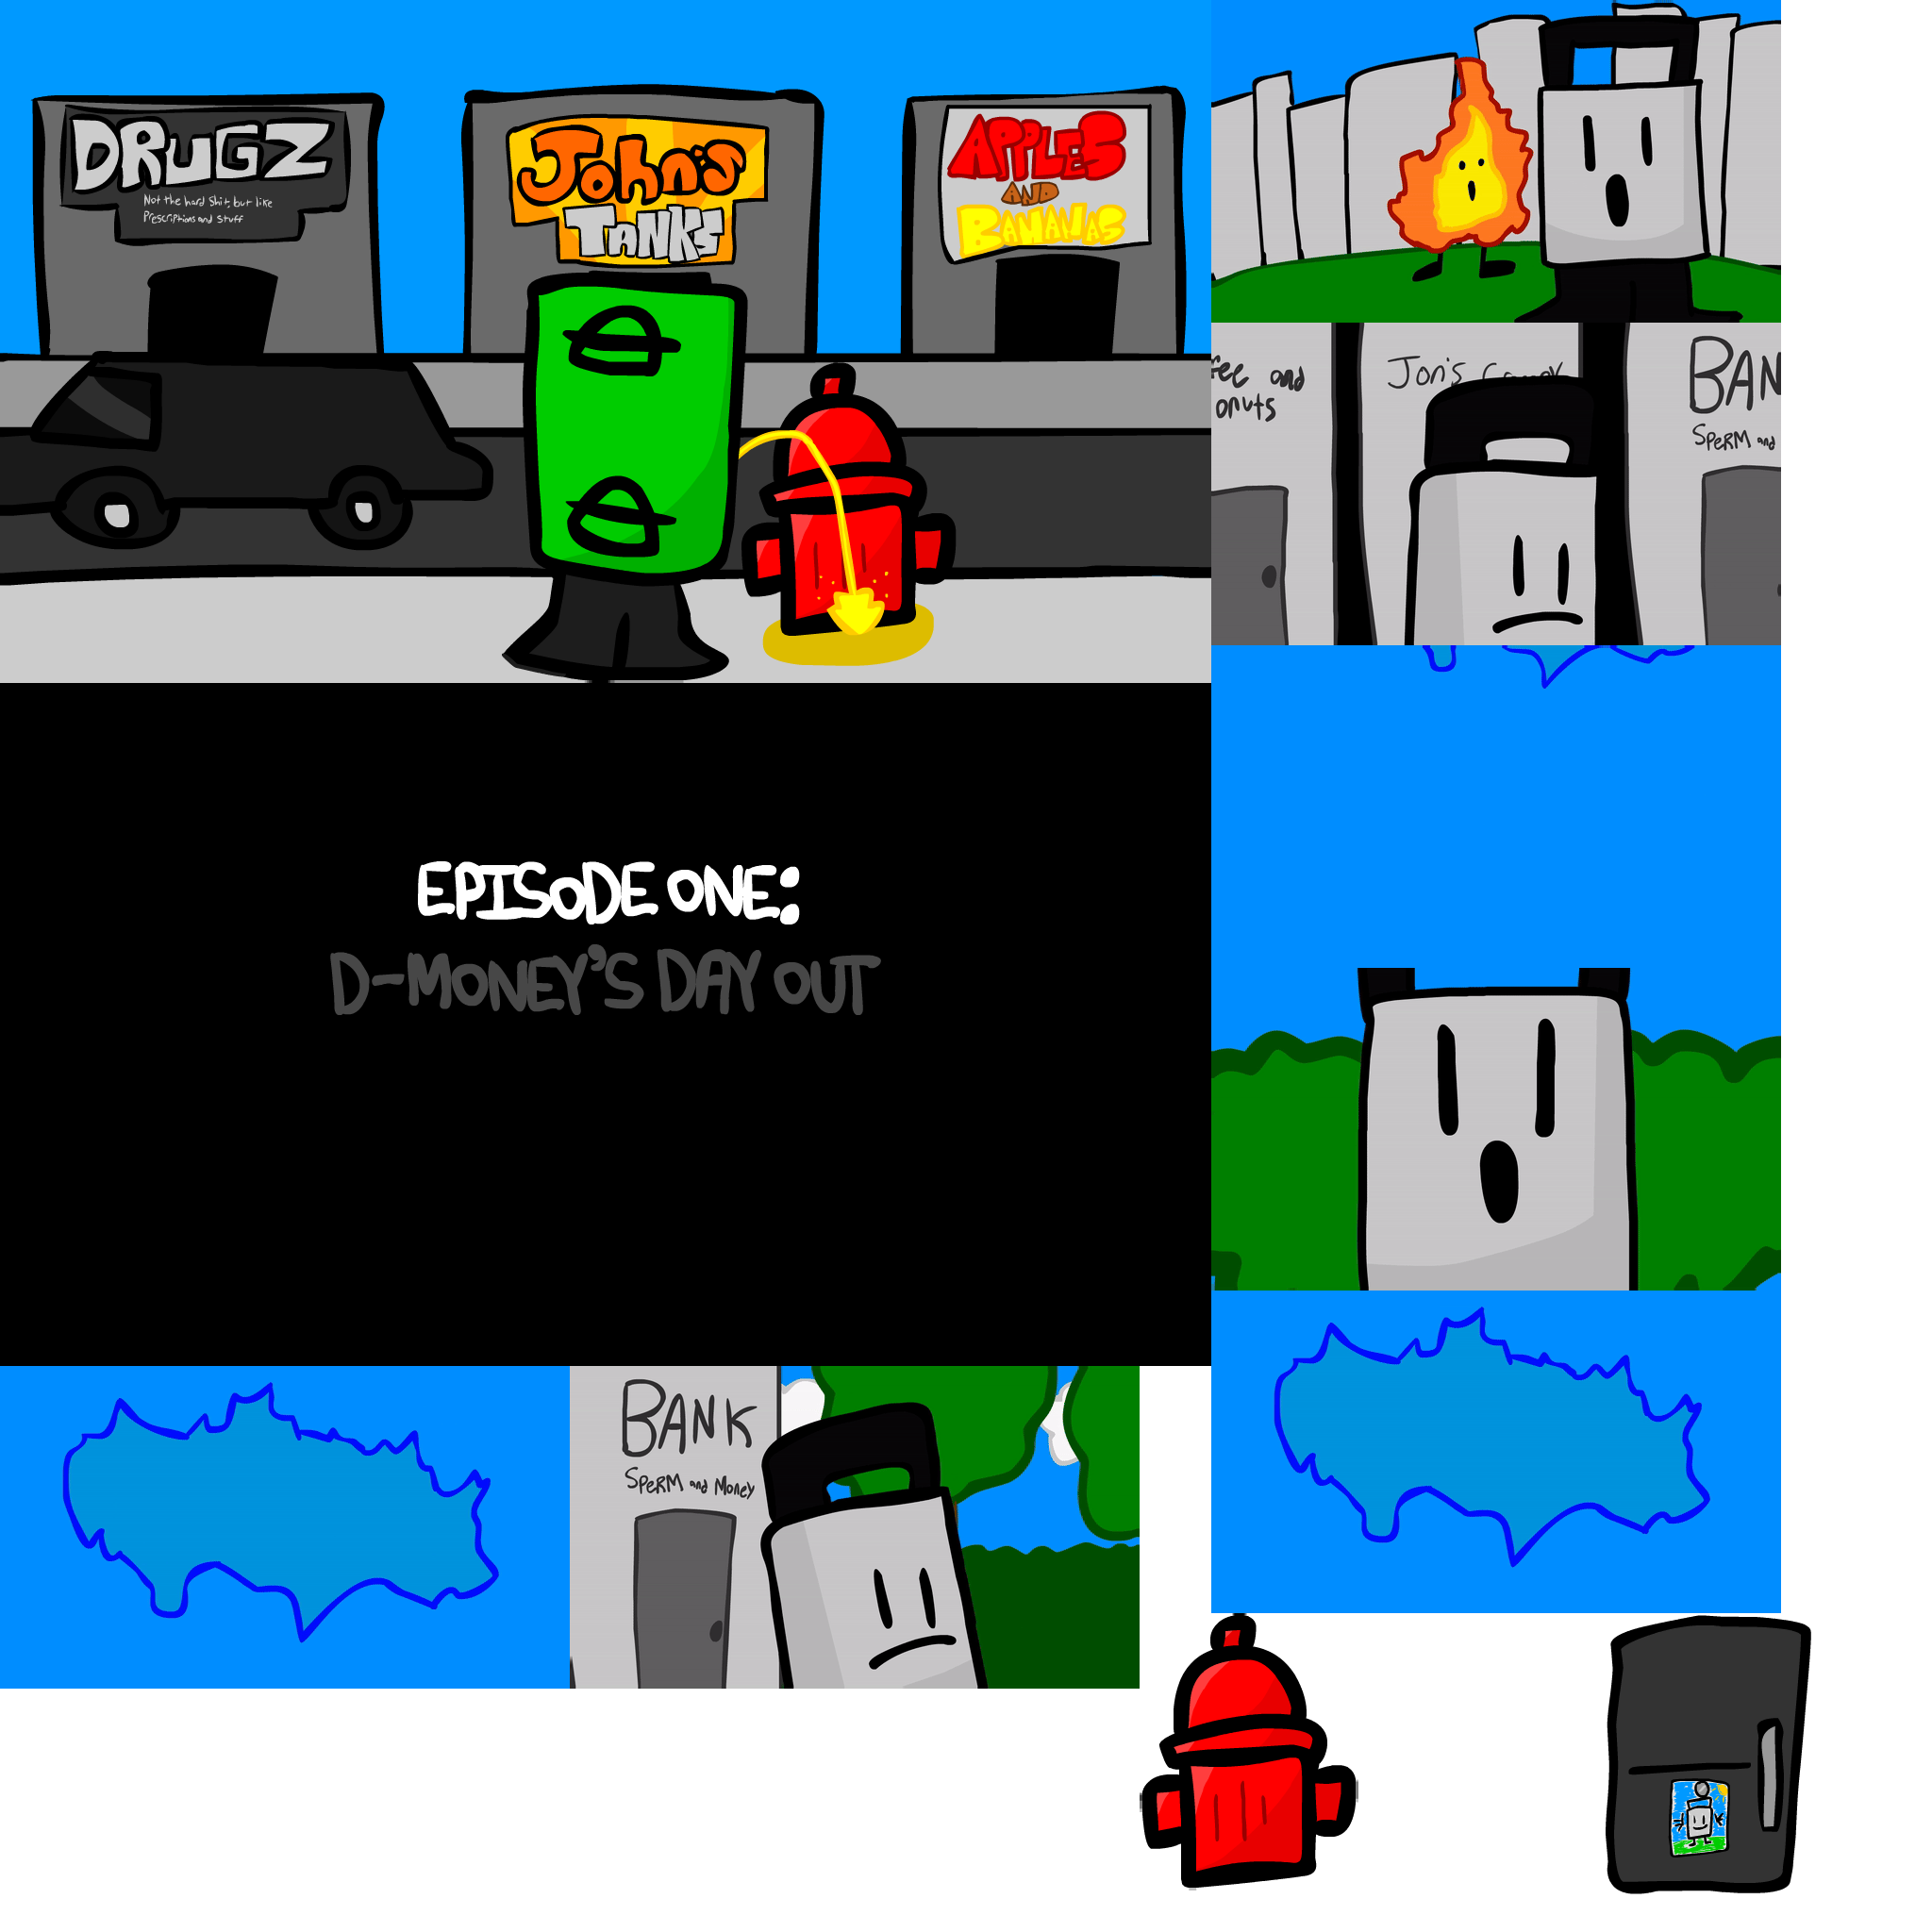 DRUGZ
Not the hard shit, but like
Prescriptions and stuff
John's
Tanks
APPLES
AND
BANANAS
and
Jon's
BAN
SPERM and
EPISODE ONE:
D-MONEY'S DAY OUT
BANK
SPERM and Money